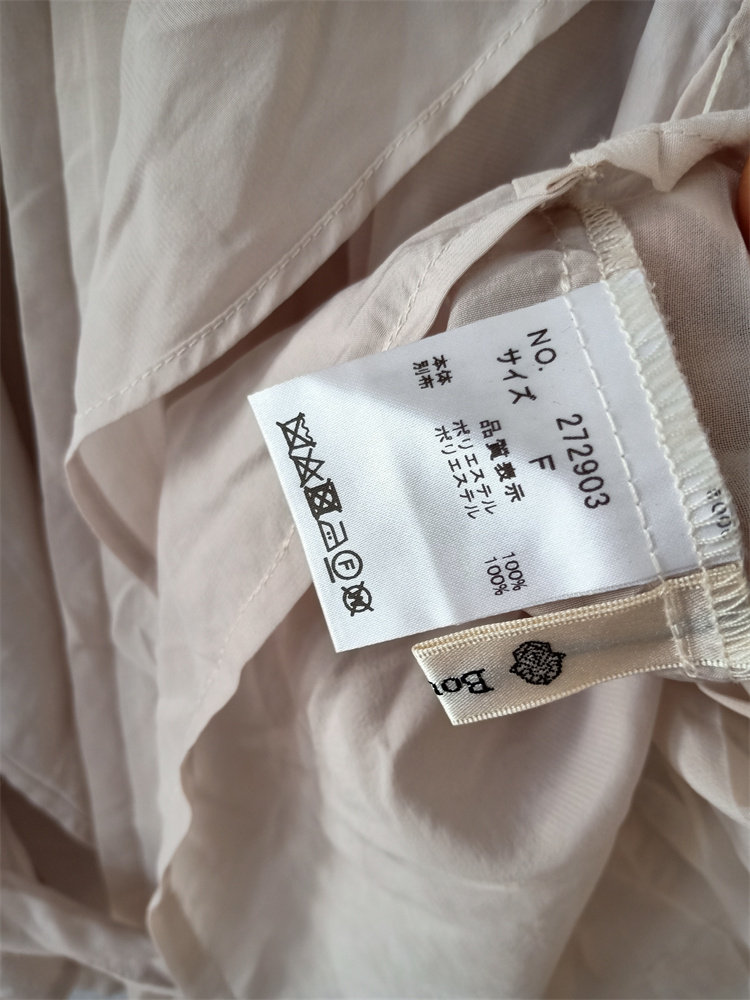 NO. 272903
サイズ F
品質表示
本体 ポリエステル 100%
別布 ポリエステル 100%
F
W
Bou